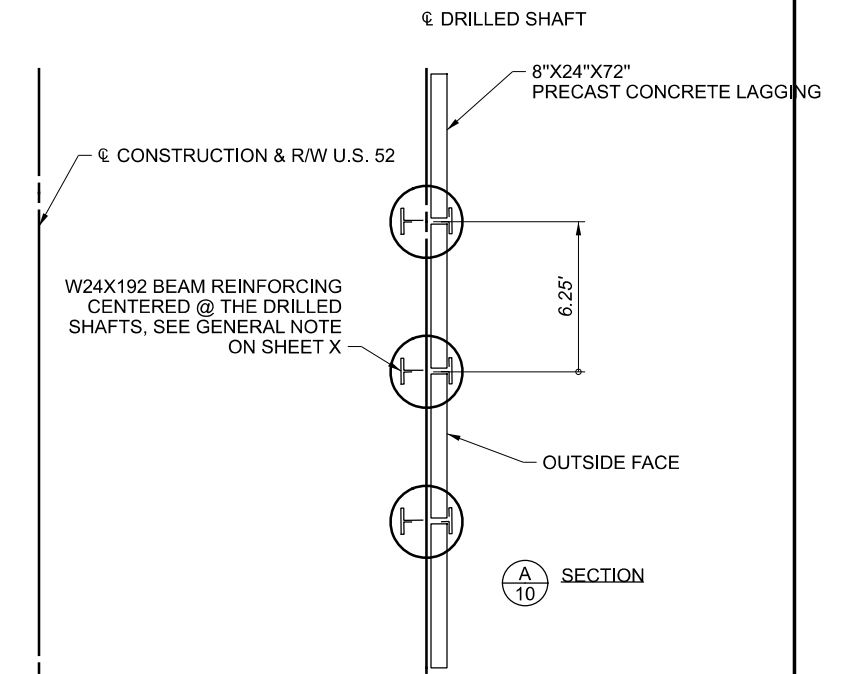 ℄ DRILLED SHAFT
8"X24"X72"
PRECAST CONCRETE LAGGING
℄ CONSTRUCTION & R/W U.S. 52
W24X192 BEAM REINFORCING
CENTERED @ THE DRILLED
SHAFTS, SEE GENERAL NOTE
ON SHEET X
6.25'
OUTSIDE FACE
A
10
SECTION